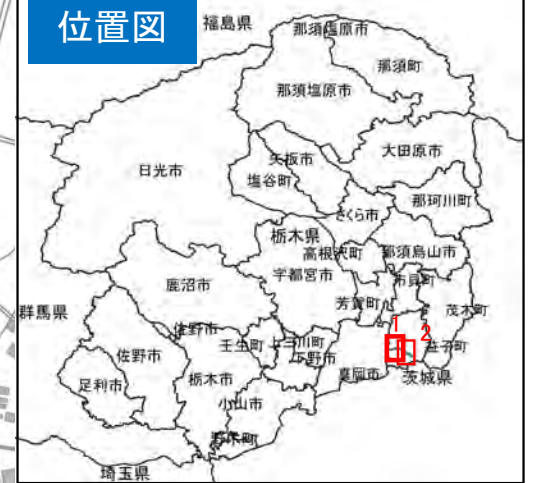 位置図
福島県
那須塩原市
那須町
那須塩原市
大田原市
日光市
矢板市
塩谷町
那珂川町
さくら市
栃木県
高根沢町
那須烏山市
宇都宮市
市貝町
鹿沼市
芳賀町
茂木町
群馬県
1
2
佐野市
壬生町
上三川町
下野市
益子町
佐野市
真岡市
茨城県
足利市
栃木市
小山市
野木町
埼玉県